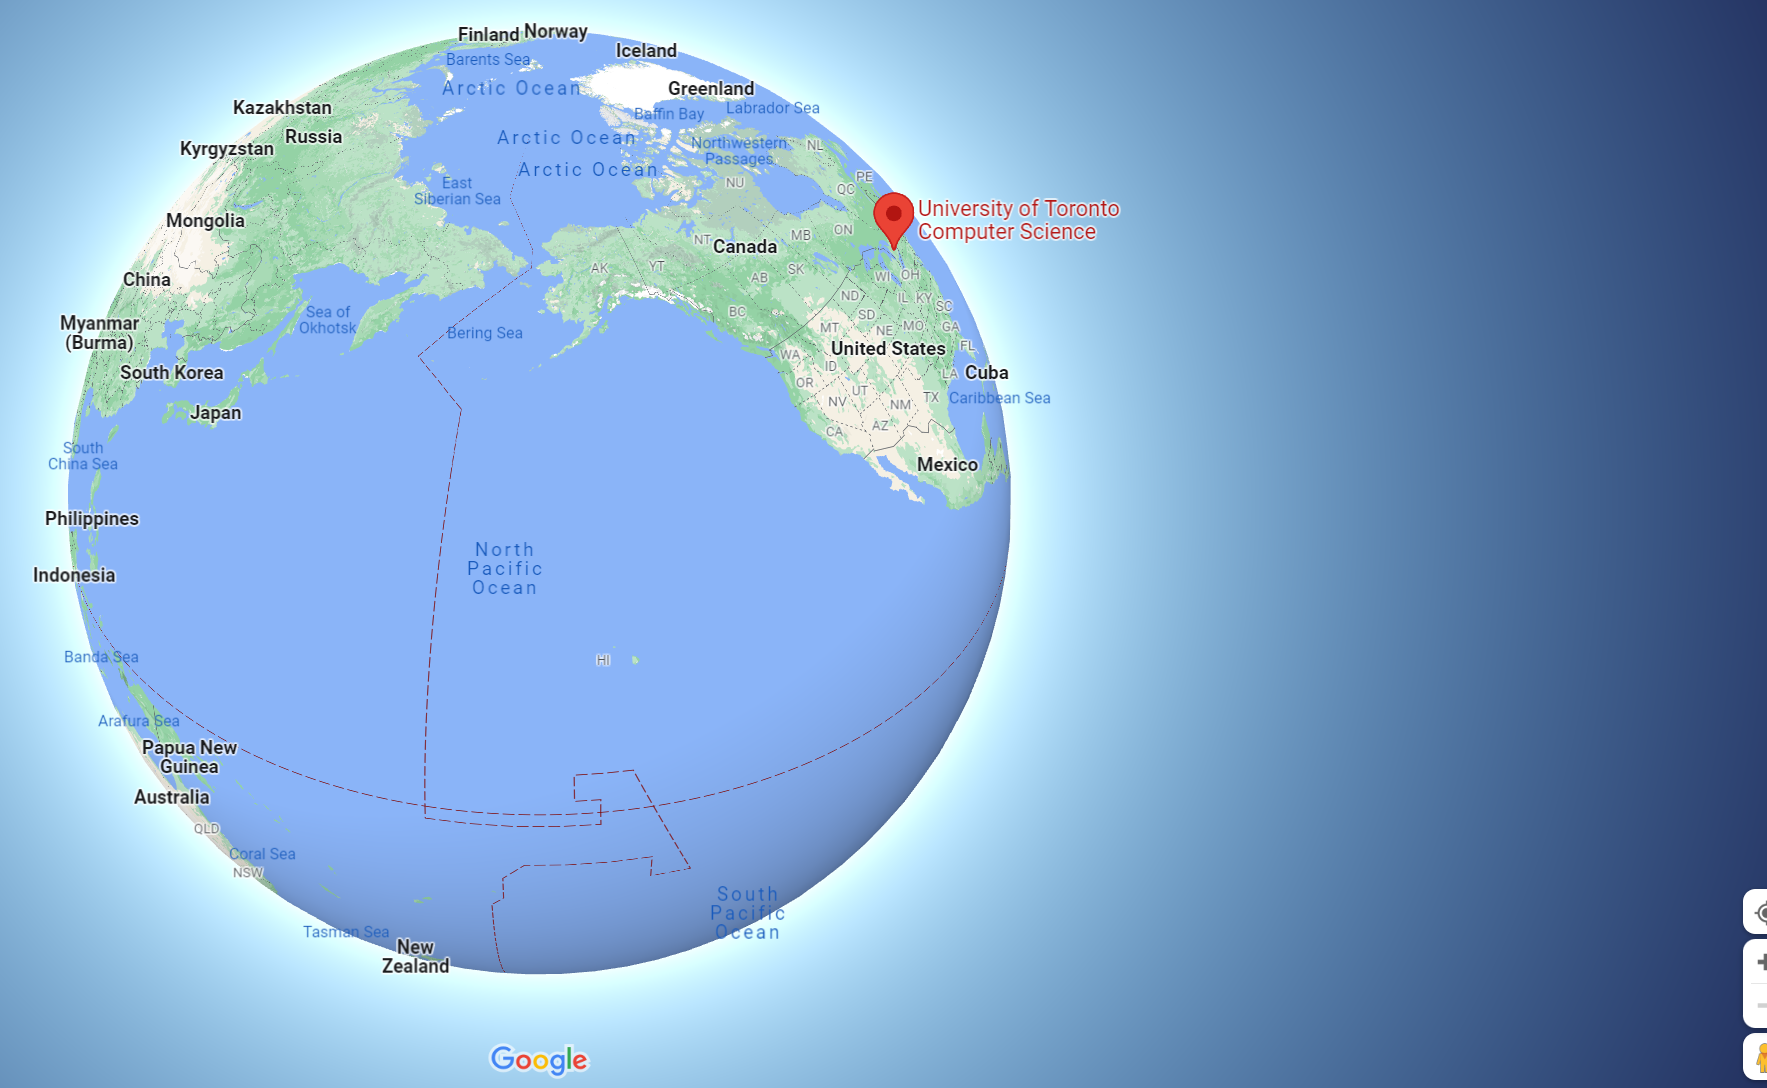 Finland
Norway
Iceland
Barents Sea
Arctic Ocean
Greenland
Kazakhstan
Baffin Bay
Labrador Sea
Russia
Arctic Ocean
Kyrgyzstan
Northwestern
Passages
NL
Arctic Ocean
PE
East
Siberian Sea
NU
QC
Mongolia
University of Toronto
Computer Science
NT
Canada
MB
ON
China
AK
YT
AB
SK
WI
OH
Sea of
Okhotsk
BC
ND
IL
KY
SC
Myanmar
(Burma)
Bering Sea
MT
SD
NE
MO
GA
WA
United States
FL
South Korea
ID
LA
Cuba
OR
UT
Japan
NV
NM
TX
Caribbean Sea
CA
AZ
South
China Sea
Mexico
Philippines
North
Pacific
Ocean
Indonesia
Banda Sea
HI
Arafura Sea
Papua New
Guinea
Australia
QLD
Coral Sea
NSW
South
Pacific
Ocean
Tasman Sea
New
Zealand
Google